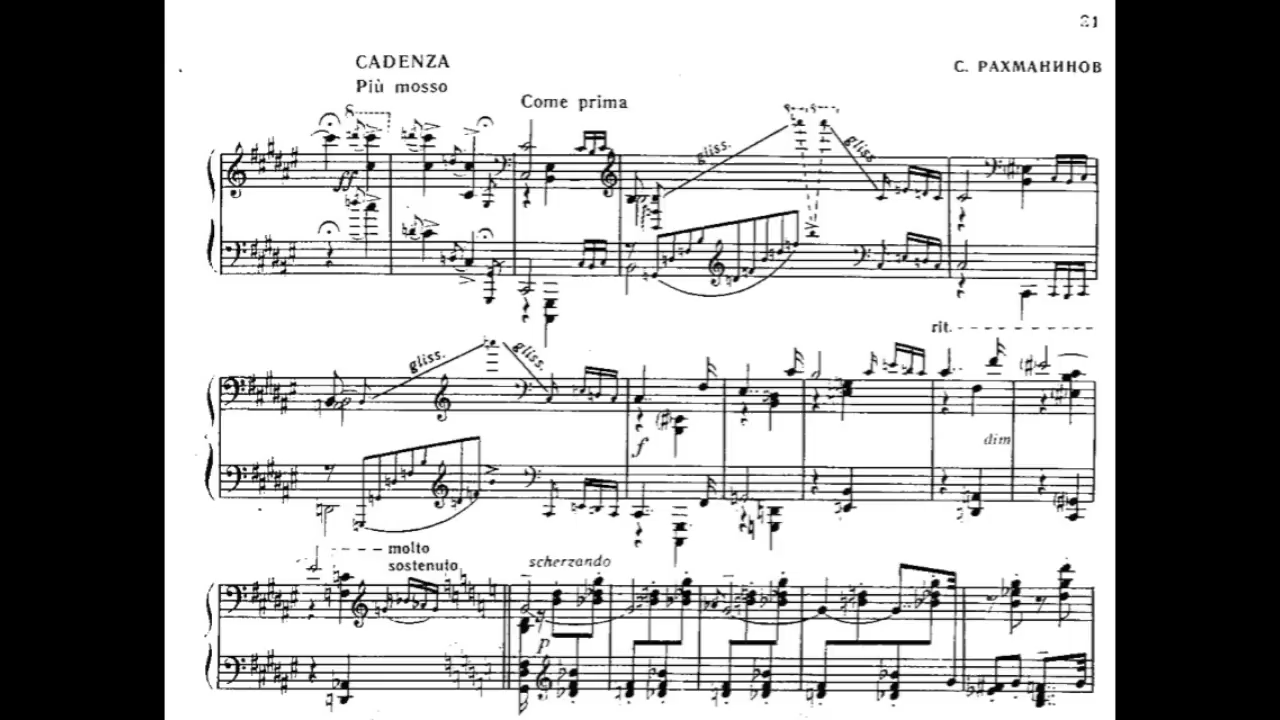 21
CADENZA
С. РАХМАНИНОВ
Più mosso
Come prima
8
ff
gliss.
gliss
rit.
gliss.
gliss.
f
dim
molto
sostenuto
scherzando
p